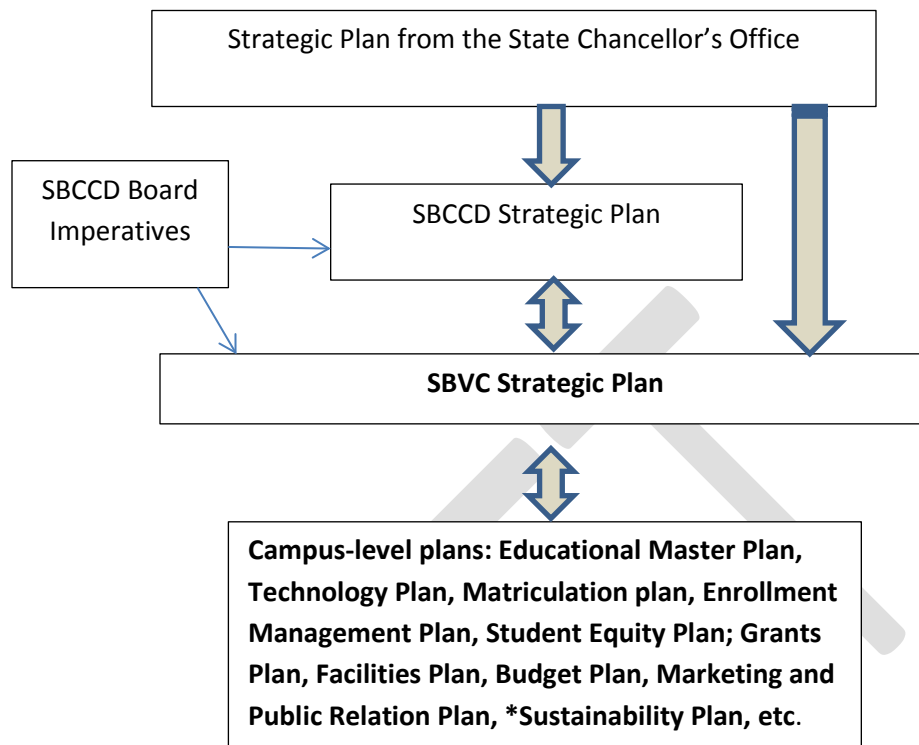 Strategic Plan from the State Chancellor’s Office
SBCCD Board
Imperatives
SBCCD Strategic Plan
SBVC Strategic Plan
Campus-level plans: Educational Master Plan,
Technology Plan, Matriculation plan, Enrollment
Management Plan, Student Equity Plan; Grants
Plan, Facilities Plan, Budget Plan, Marketing and
Public Relation Plan, *Sustainability Plan, etc.